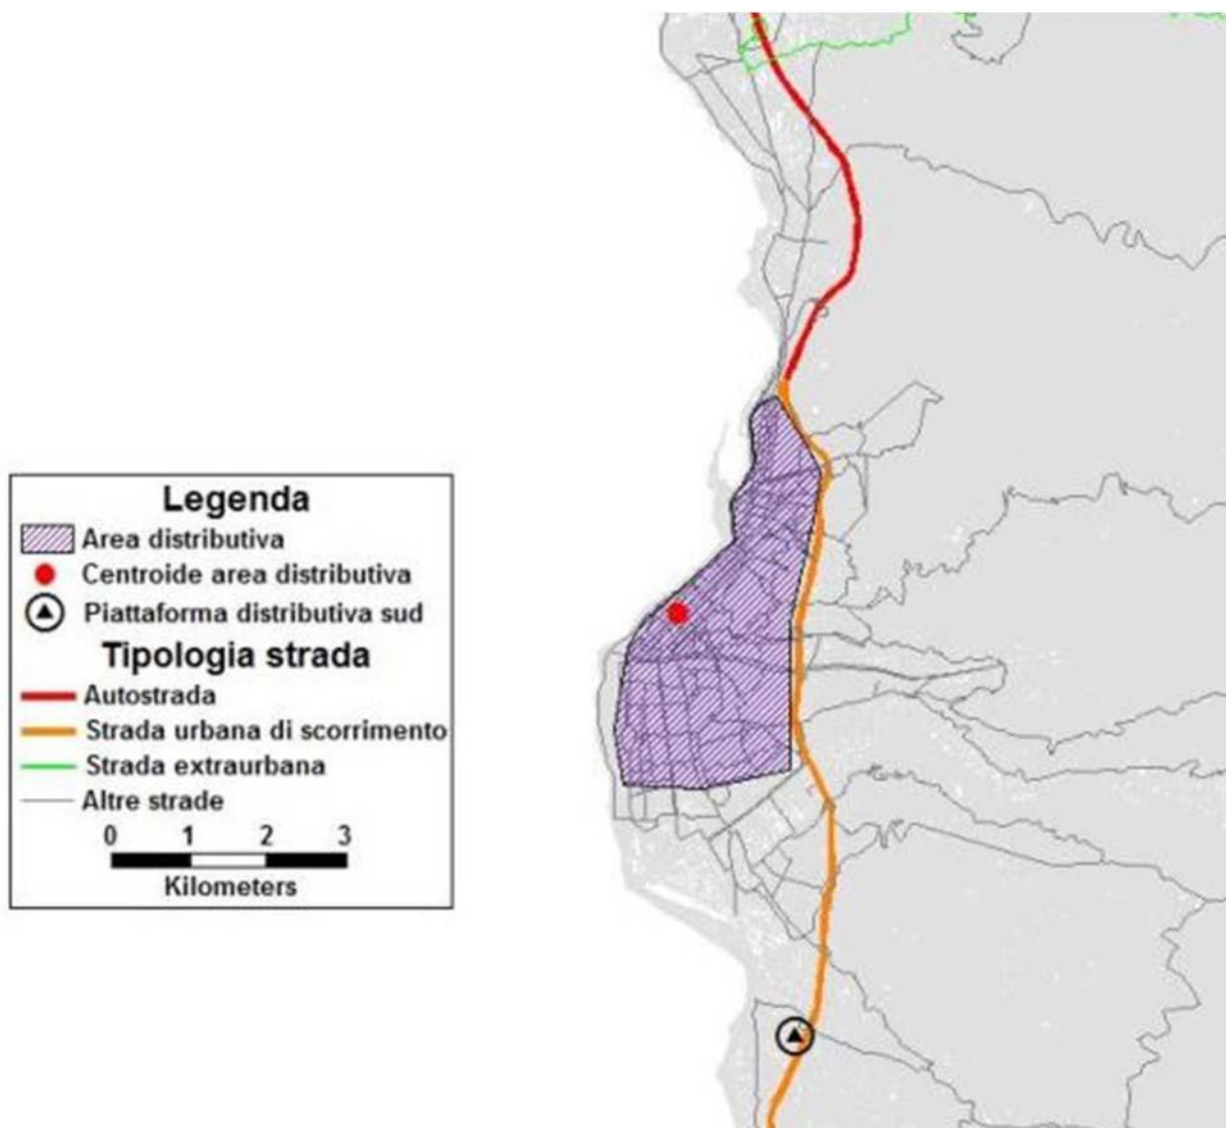 Legenda
Area distributiva
Centroide area distributiva
Piattaforma distributiva sud
Tipologia strada
Autostrada
Strada urbana di scorrimento
Strada extraurbana
Altre strade
0 1 2 3
Kilometers